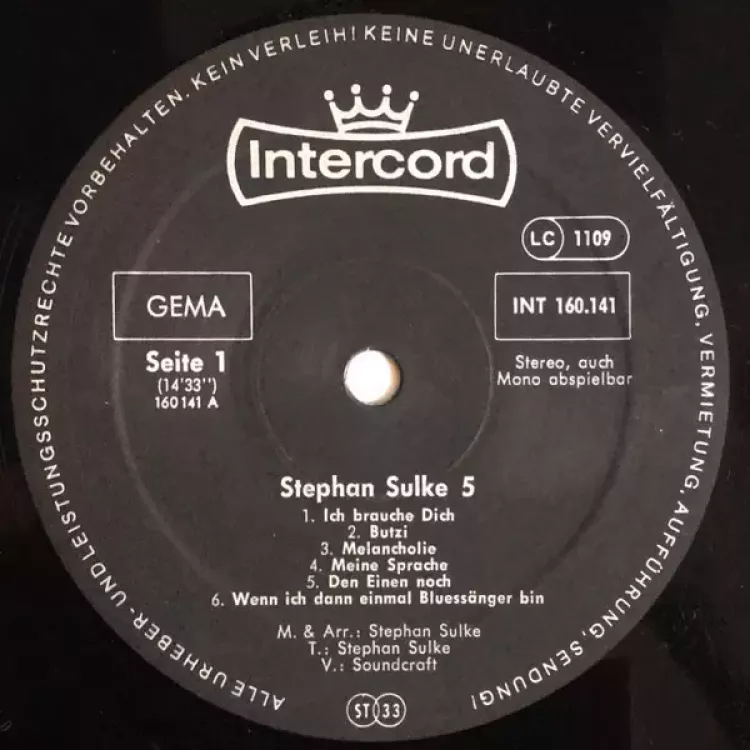 ALLE URHEBER- UND LEISTUNGSSCHUTZRECHTE VORBEHALTEN. KEIN VERLEIH! KEINE UNERLAUBTE VERVIELFÄLTIGUNG, VERMIETUNG, AUFFÜHRUNG, SENDUNG!
Intercord
LC 1109
GEMA
INT 160.141
Seite 1
(14'33'')
160141 A
Stereo, auch
Mono abspielbar
Stephan Sulke 5
1. Ich brauche Dich
2. Butzi
3. Melancholie
4. Meine Sprache
5. Den Einen noch
6. Wenn ich dann einmal Bluessänger bin
M. & Arr.: Stephan Sulke
T.: Stephan Sulke
V.: Soundcraft
ST 33